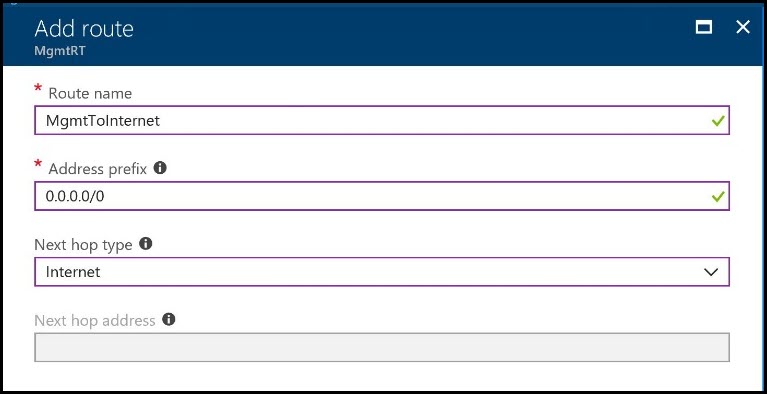 Add route
MgmtRT
* Route name
MgmtToInternet
* Address prefix
0.0.0.0/0
Next hop type
Internet
Next hop address